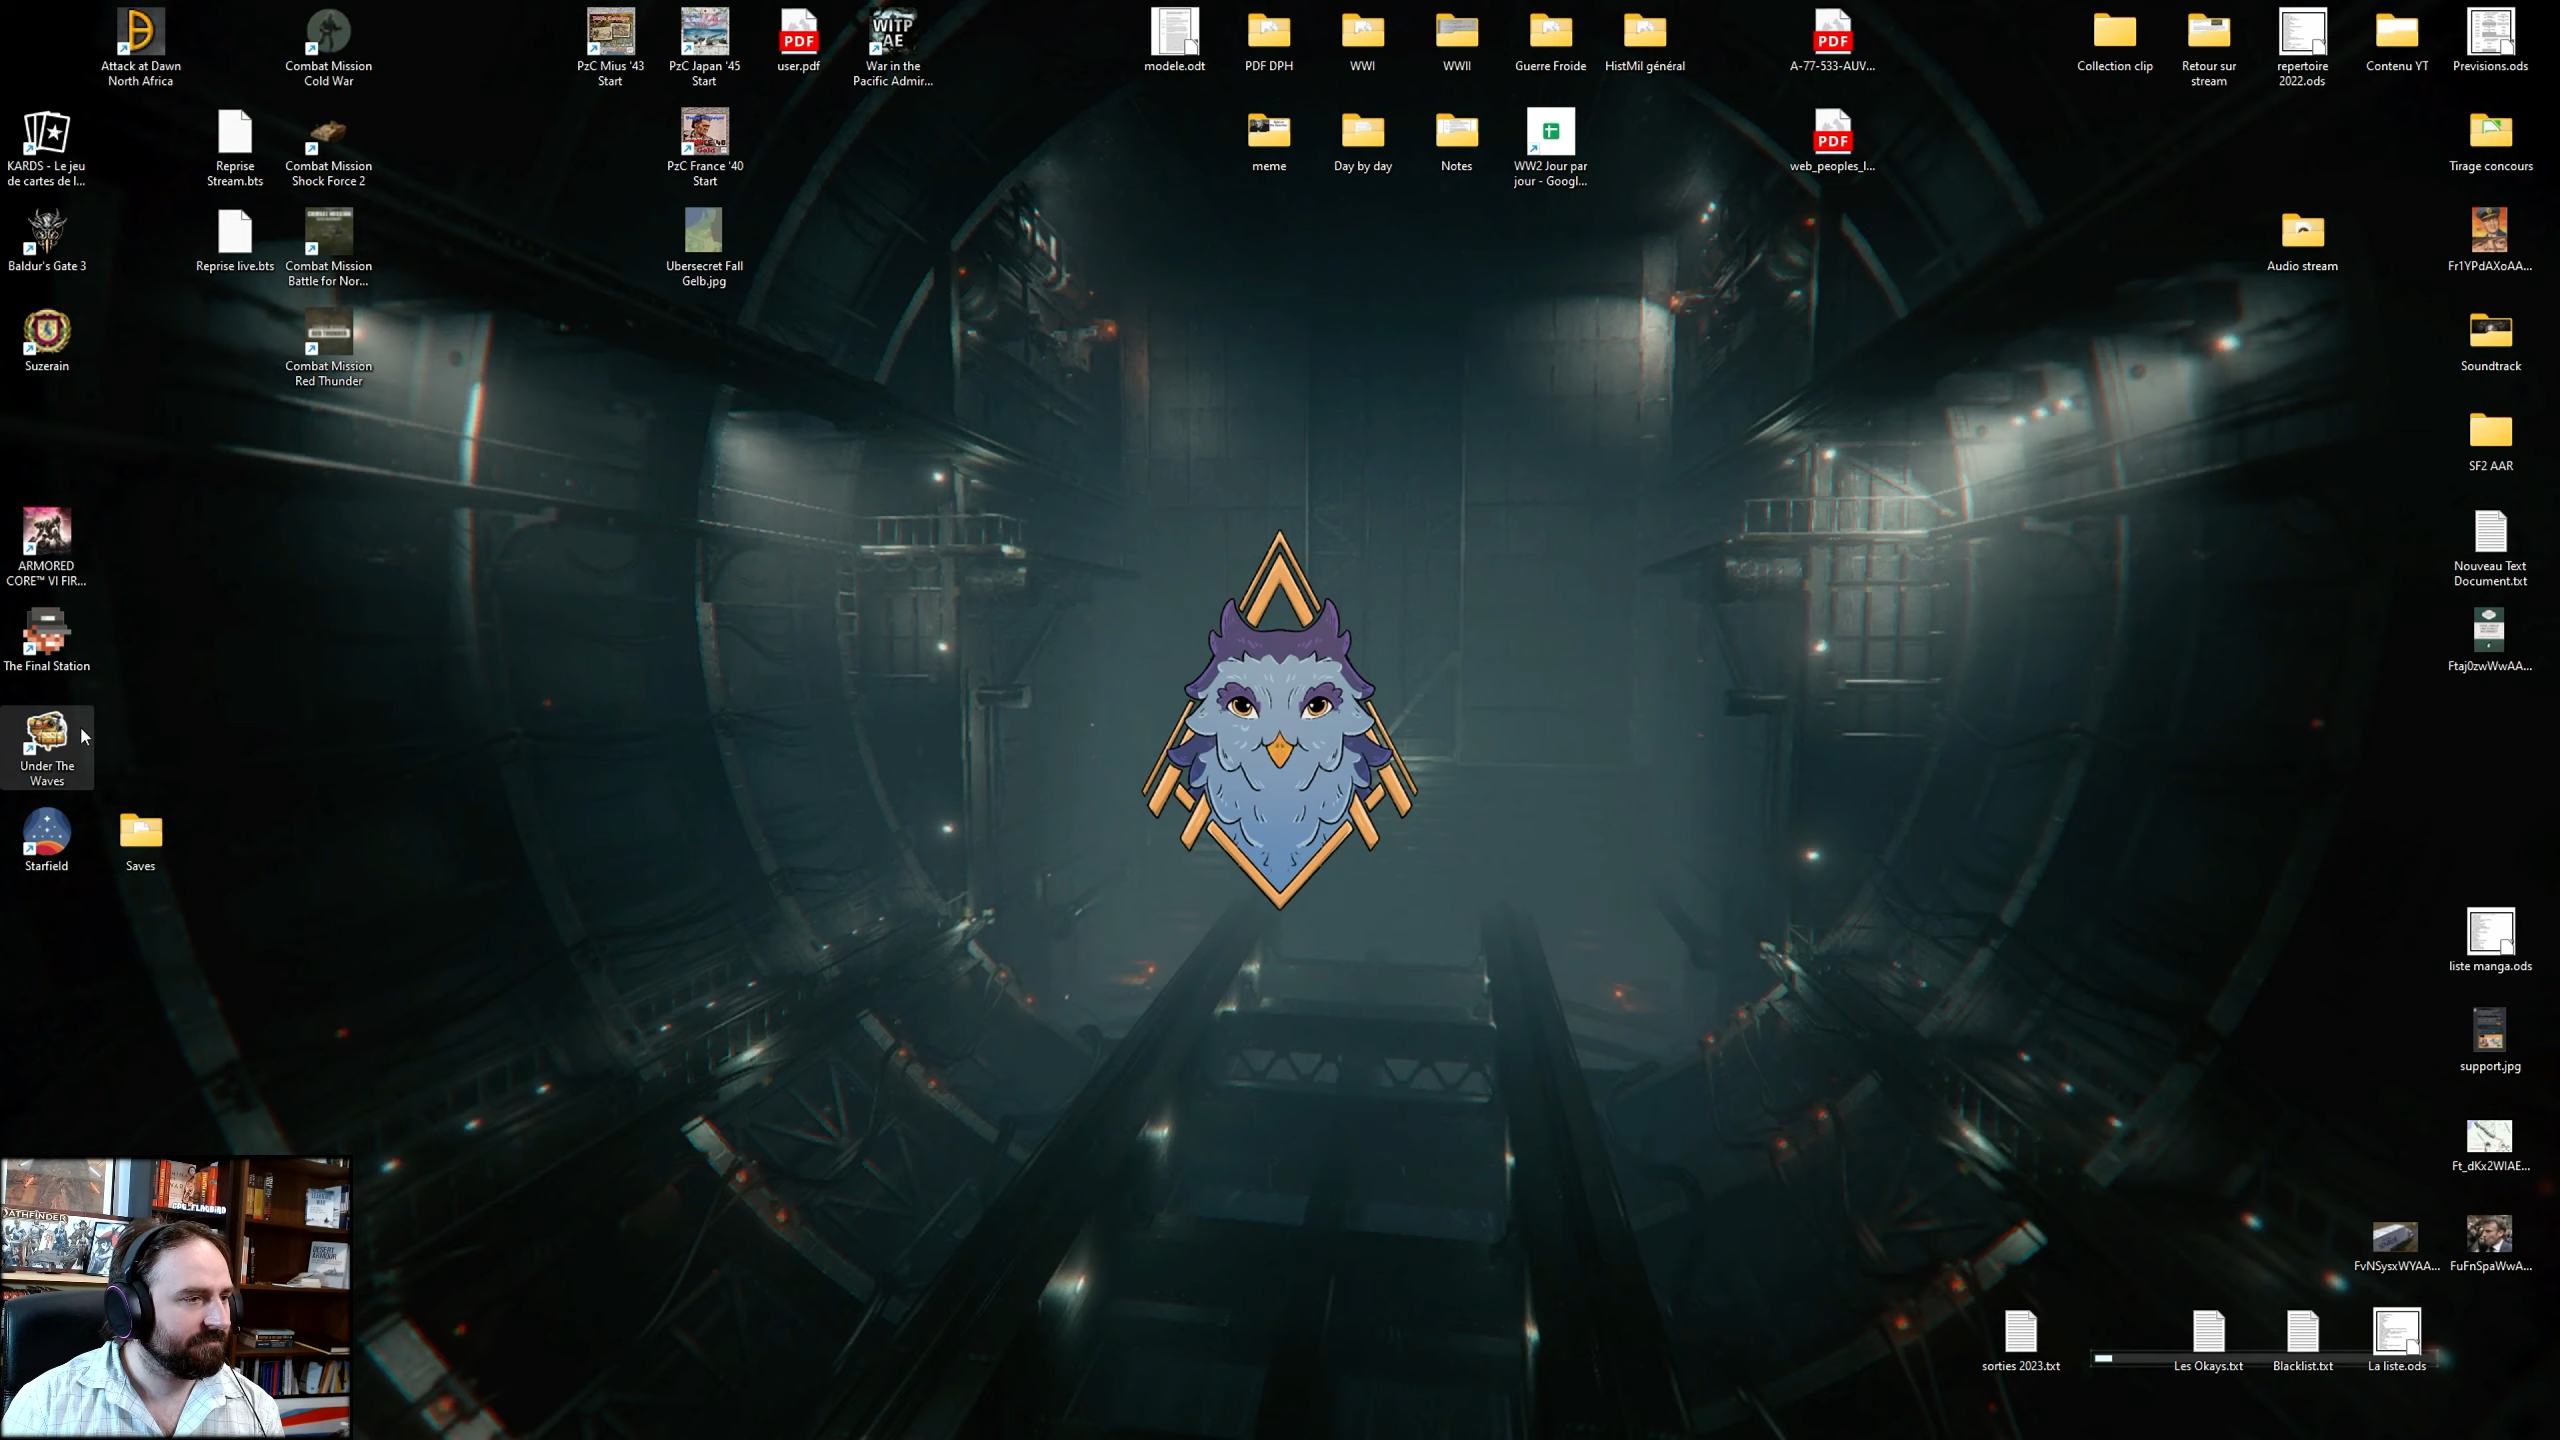 Attack at Dawn
North Africa
Combat Mission
Cold War
PzC Mius '43
Start
PzC Japan '45
Start
PDF
user.pdf
WITP
AE
War in the
Pacific Admir...
modele.odt
PDF DPH
WWI
WWII
Guerre Froide
HistMil général
PDF
A-77-533-AUV...
Collection clip
Retour sur
stream
repertoire
2022.ods
Contenu YT
Previsions.ods
KARDS - Le jeu
de cartes de l...
Reprise
Stream.bts
Combat Mission
Shock Force 2
PzC France '40
Start
meme
Day by day
Notes
WW2 Jour par
jour - Googl...
PDF
web_peoples_l...
Tirage concours
Baldur's Gate 3
Reprise live.bts
Combat Mission
Battle for Nor...
Ubersecret Fall
Gelb.jpg
Audio stream
Fr1YPdAXoAA...
Suzerain
Combat Mission
Red Thunder
Soundtrack
SF2 AAR
ARMORED
CORE™ VI FIR...
Nouveau Text
Document.txt
The Final Station
Ftaj0zwWwAA...
Under The
Waves
Starfield
Saves
liste manga.ods
support.jpg
Ft_dKx2WIAE...
PATHFINDER
DESERT
ARMOUR
FvNSysxWYAA...
FuFnSpaWwA...
sorties 2023.txt
Les Okays.txt
Blacklist.txt
La liste.ods